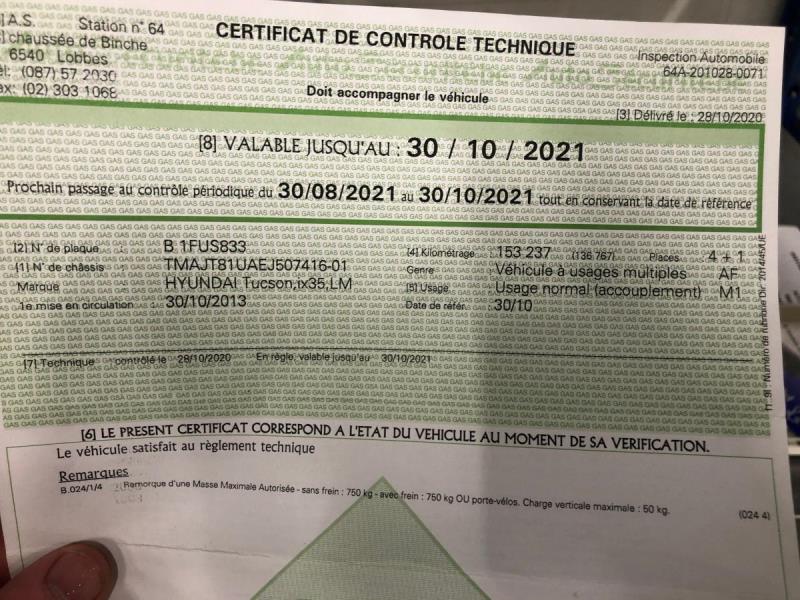 A.S. Station n° 64
chaussée de Binche
6540 Lobbes
él: (087) 57 2030
ax: (02) 303 1068
CERTIFICAT DE CONTROLE TECHNIQUE
Doit accompagner le véhicule
Inspection Automobile
64A-201028-0071
[3] Délivré le : 28/10/2020
[8] VALABLE JUSQU'AU : 30 / 10 / 2021
Prochain passage au contrôle périodique du 30/08/2021 au 30/10/2021 tout en conservant la date de référence
[2] N° de plaque : B 1FUS833
[1] N° de châssis : TMAJT81UAEJ507416-01
Marque : HYUNDAI Tucson,ix35,LM
1e mise en circulation : 30/10/2013
[4] Kilométrage : 153 237 (136 767) Places 4 + 1
Genre : Véhicule à usages multiples AF
[5] Usage : Usage normal (accouplement) M1
Date de référ. : 30/10
[7] Technique : contrôlé le 28/10/2020 En règle, valable jusqu'au 30/10/2021
[6] LE PRESENT CERTIFICAT CORRESPOND A L'ETAT DU VEHICULE AU MOMENT DE SA VERIFICATION.
Le véhicule satisfait au règlement technique
Remarques
B.024/1/4 Remorque d'une Masse Maximale Autorisée - sans frein : 750 kg - avec frein : 750 kg OU porte-vélos. Charge verticale maximale : 50 kg. (024 4)